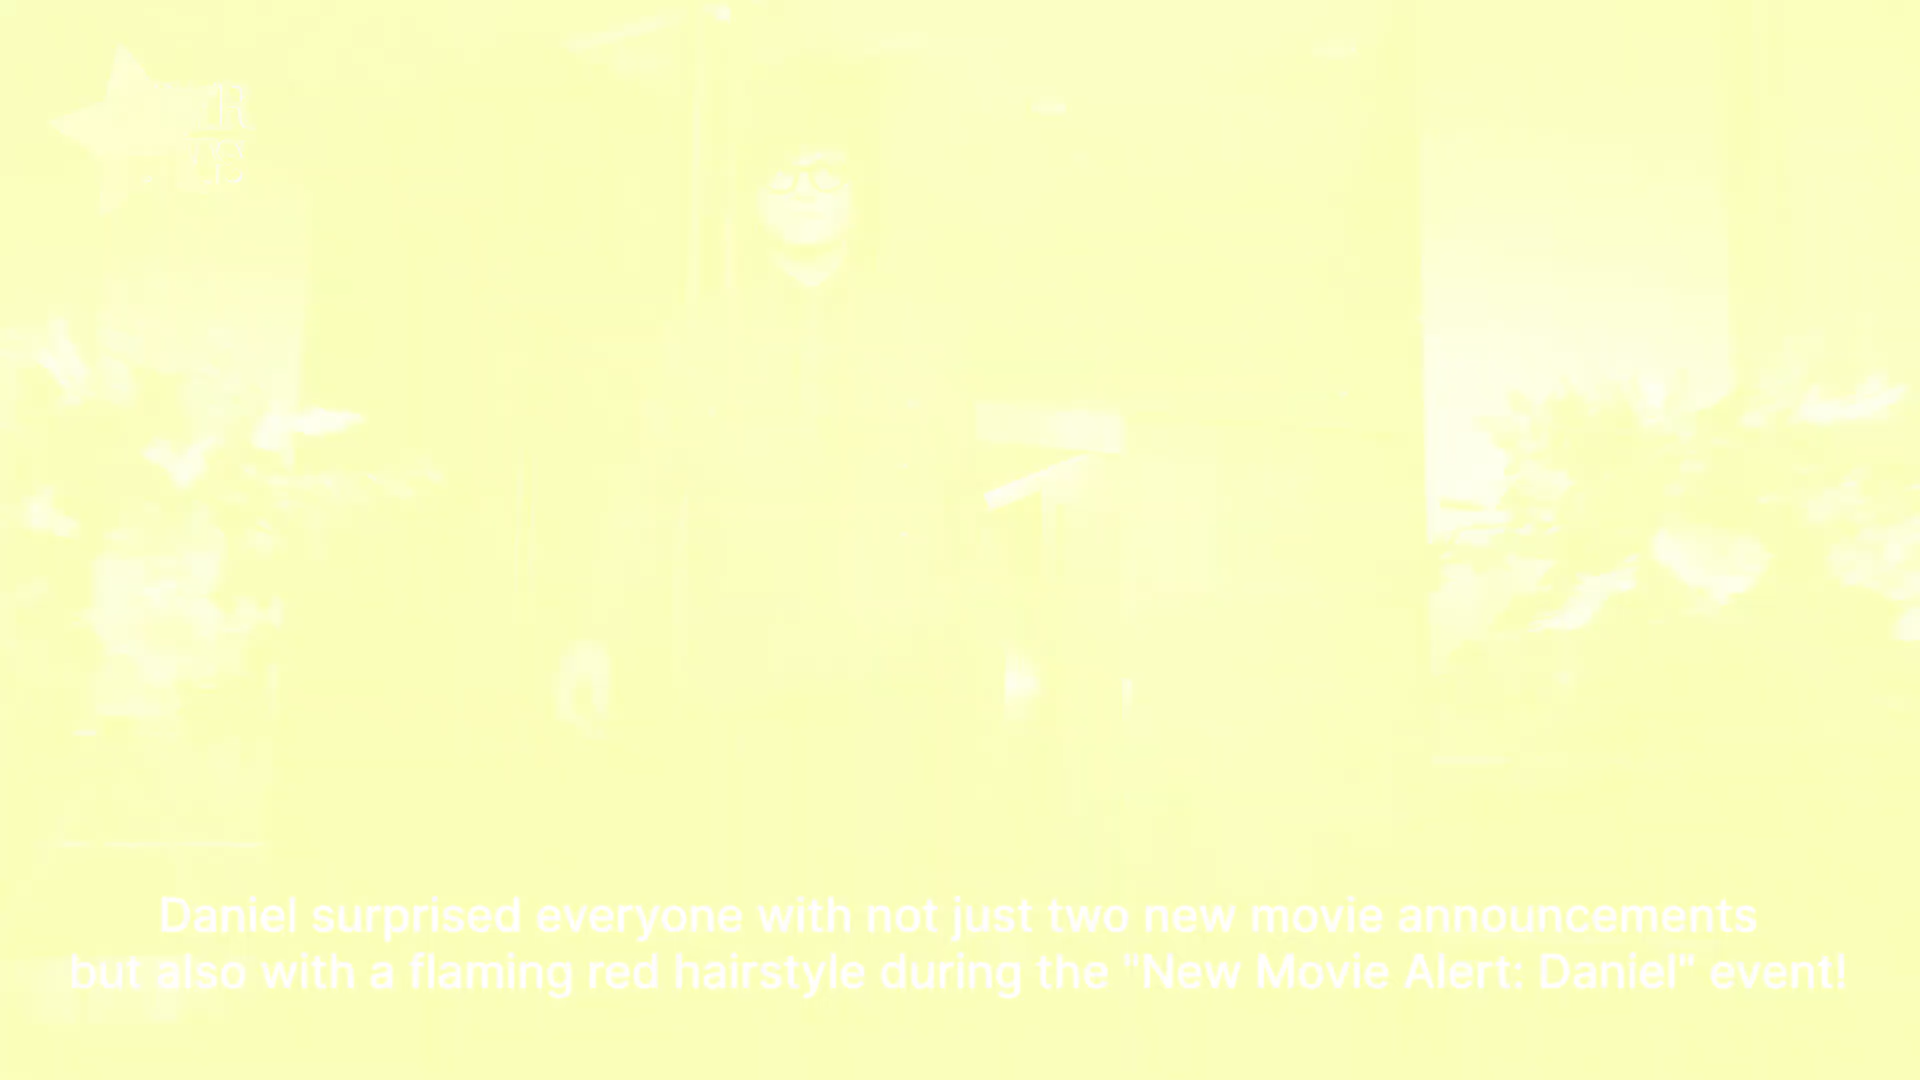 Daniel surprised everyone with not just two new movie announcements
but also with a flaming red hairstyle during the "New Movie Alert: Daniel" event!